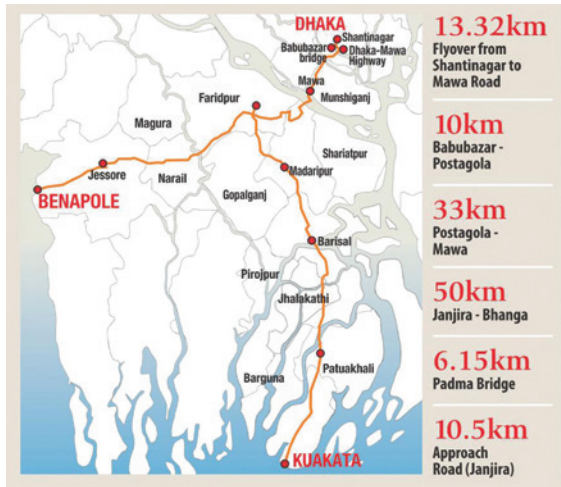 DHAKA
Shantinagar
Babubazar
bridge
Dhaka-Mawa
Highway
Mawa
Munshiganj
Faridpur
Magura
Shariatpur
Jessore
Narail
Madaripur
Gopalganj
BENAPOLE
Barisal
Pirojpur
Jhalakathi
Patuakhali
Barguna
KUAKATA
13.32km
Flyover from
Shantinagar to
Mawa Road
10km
Babubazar -
Postagola
33km
Postagola -
Mawa
50km
Janjira - Bhanga
6.15km
Padma Bridge
10.5km
Approach
Road (Janjira)